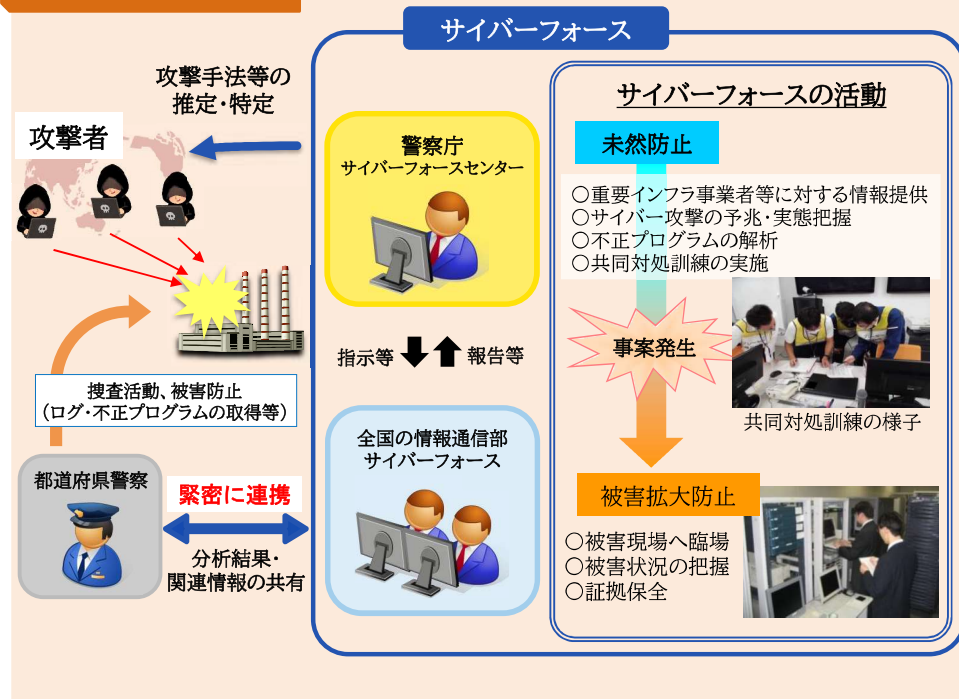 サイバーフォース
攻撃手法等の
推定・特定
攻撃者
捜査活動、被害防止
（ログ・不正プログラムの取得等）
都道府県警察
緊密に連携
分析結果・
関連情報の共有
警察庁
サイバーフォースセンター
指示等
報告等
全国の情報通信部
サイバーフォース
サイバーフォースの活動
未然防止
○重要インフラ事業者等に対する情報提供
○サイバー攻撃の予兆・実態把握
○不正プログラムの解析
○共同対処訓練の実施
事案発生
共同対処訓練の様子
被害拡大防止
○被害現場へ臨場
○被害状況の把握
○証拠保全